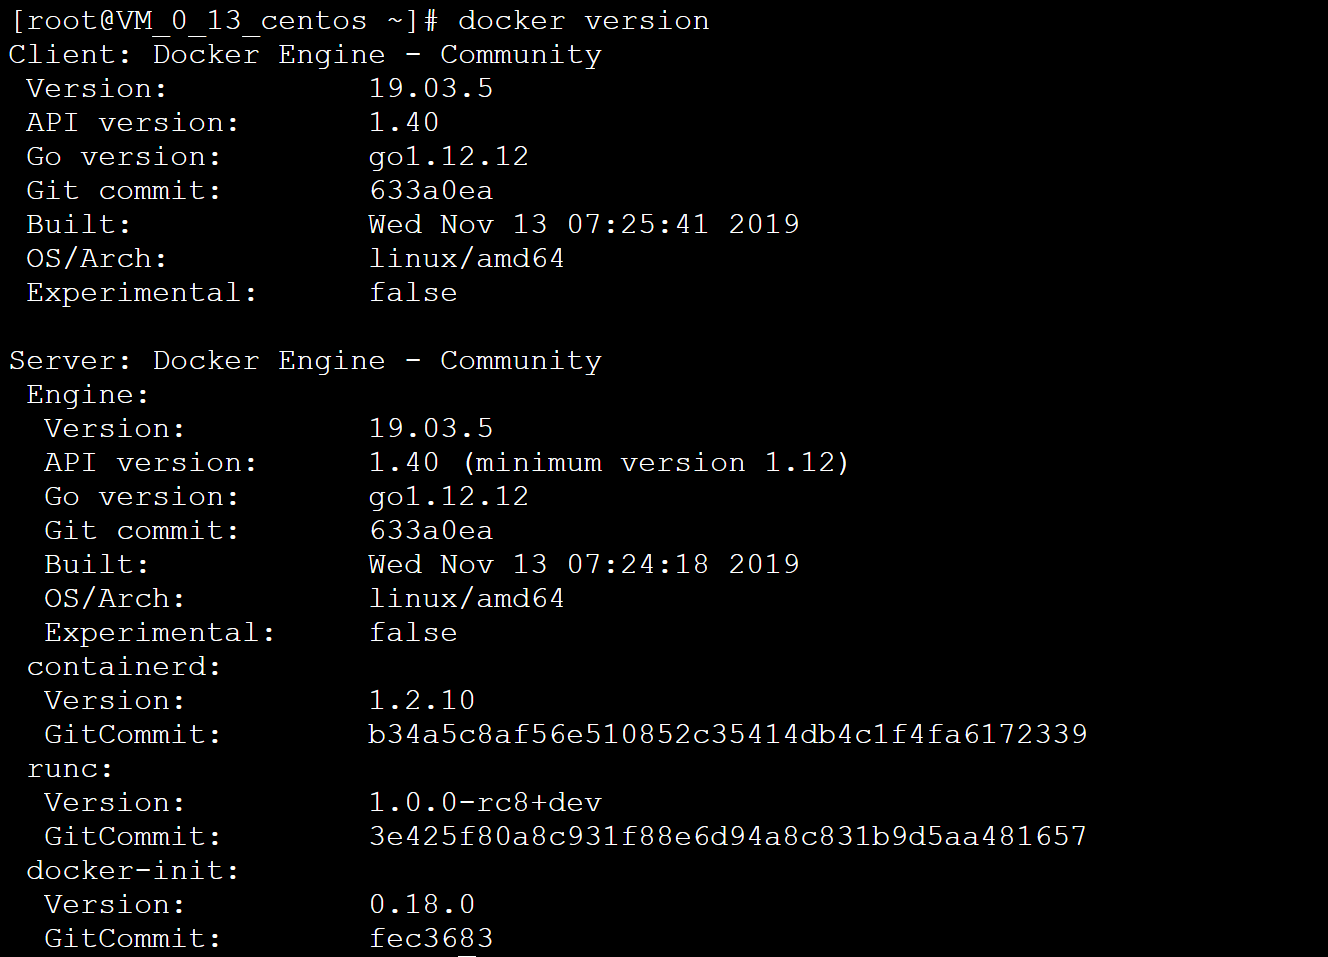 [root@VM_0_13_centos ~]# docker version
Client: Docker Engine - Community
 Version:           19.03.5
 API version:       1.40
 Go version:        go1.12.12
 Git commit:        633a0ea
 Built:             Wed Nov 13 07:25:41 2019
 OS/Arch:           linux/amd64
 Experimental:      false

Server: Docker Engine - Community
 Engine:
  Version:          19.03.5
  API version:      1.40 (minimum version 1.12)
  Go version:       go1.12.12
  Git commit:       633a0ea
  Built:            Wed Nov 13 07:24:18 2019
  OS/Arch:          linux/amd64
  Experimental:     false
 containerd:
  Version:          1.2.10
  GitCommit:        b34a5c8af56e510852c35414db4c1f4fa6172339
 runc:
  Version:          1.0.0-rc8+dev
  GitCommit:        3e425f80a8c931f88e6d94a8c831b9d5aa481657
 docker-init:
  Version:          0.18.0
  GitCommit:        fec3683